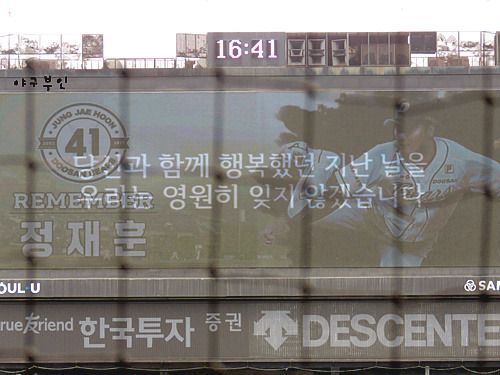 16:41
야구부인
JUNG JAE HOON
41
DOOSAN BEARS
당신과 함께 행복했던 지난 날을
우리는 영원히 잊지 않겠습니다
REMEMBER
정재훈
OUL U
SAM
True Friend 한국투자 증권 DESCENTE